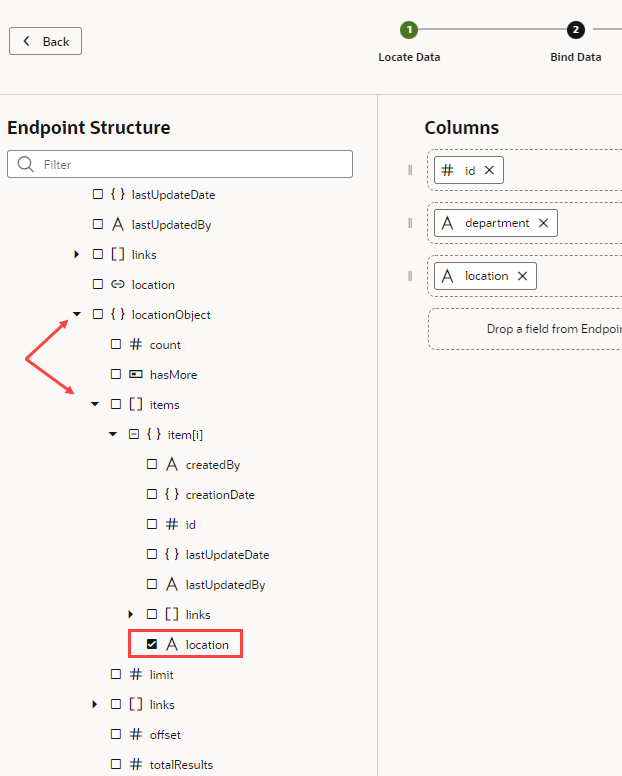 Back
1
2
Locate Data
Bind Data
Endpoint Structure
Filter
{ } lastUpdateDate
A lastUpdatedBy
[ ] links
location
{ } locationObject
# count
hasMore
[ ] items
{ } item[i]
A createdBy
{ } creationDate
# id
{ } lastUpdateDate
A lastUpdatedBy
[ ] links
A location
# limit
[ ] links
# offset
# totalResults
Columns
# id
A department
A location
Drop a field from Endpoi